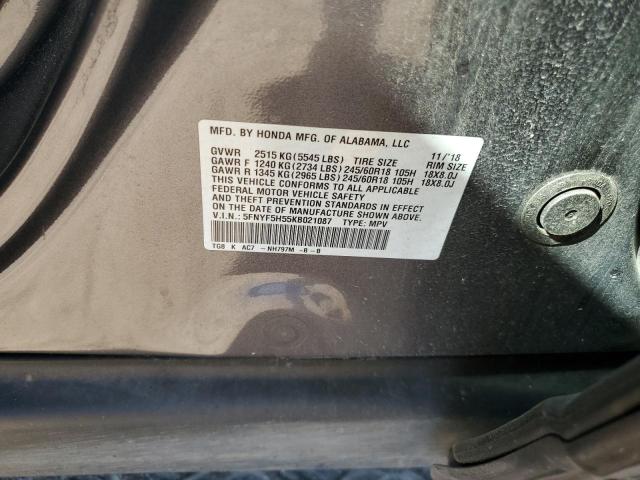 MFD. BY HONDA MFG. OF ALABAMA, LLC
GVWR 2515 KG (5545 LBS) TIRE SIZE 11/'18 RIM SIZE
GAWR F 1240 KG (2734 LBS) 245/60R18 105H 18X8.0J
GAWR R 1345 KG (2965 LBS) 245/60R18 105H 18X8.0J
THIS VEHICLE CONFORMS TO ALL APPLICABLE
FEDERAL MOTOR VEHICLE SAFETY
AND THEFT PREVENTION STANDARDS IN EFFECT
ON THE DATE OF MANUFACTURE SHOWN ABOVE.
V.I.N.: 5FNYF5H55KB021087 TYPE: MPV
TG8 K AC7 -NH797M -B -B